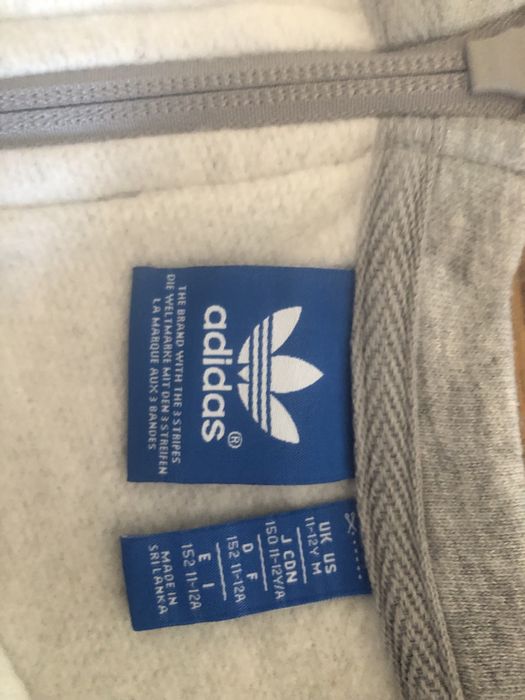 adidas®
THE BRAND WITH THE 3 STRIPES
DIE WELTMARKE MIT DEN 3 STREIFEN
LA MARQUE AUX 3 BANDES
UK US
11-12Y M
J CDN
150 11-12Y/A
D F
152 11-12A
E I
152 11-12A
MADE IN
SRI LANKA